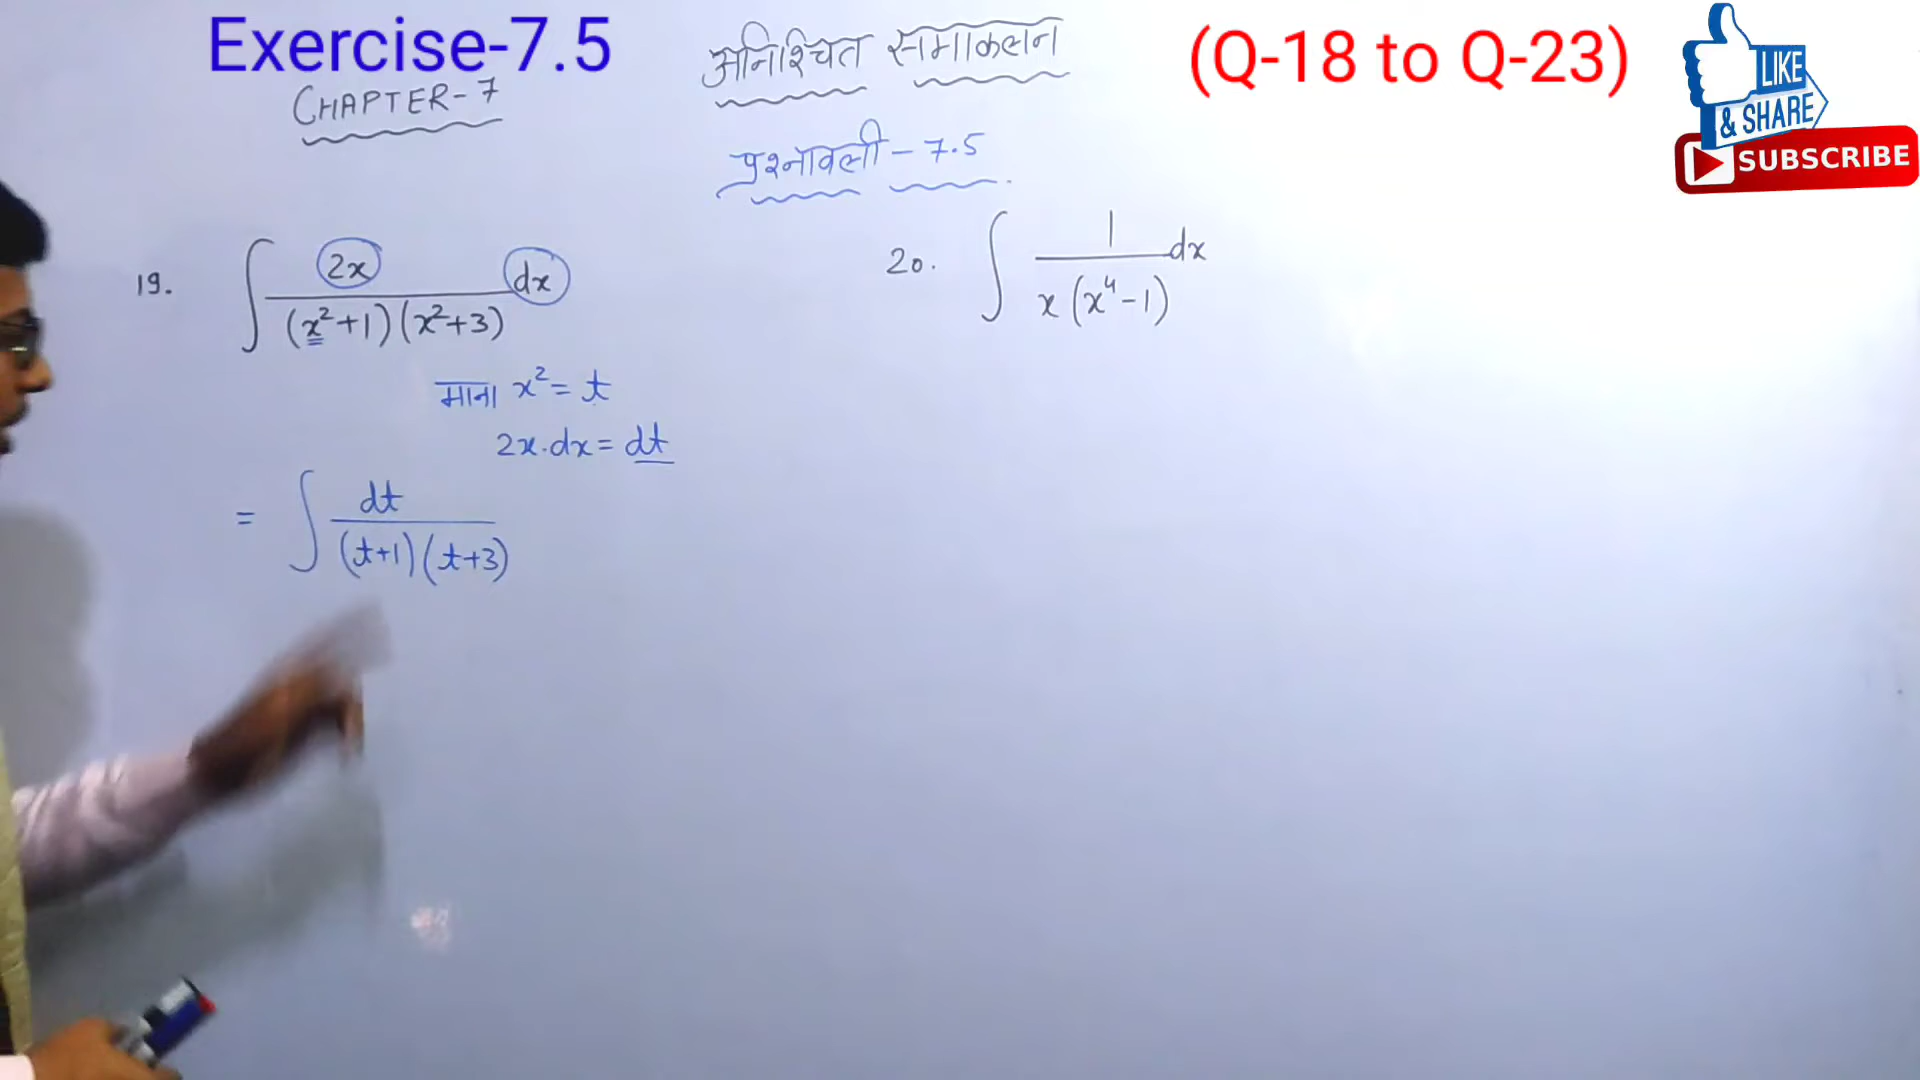 Exercise-7.5
अनिश्चित समाकलन
(Q-18 to Q-23)
LIKE
& SHARE
SUBSCRIBE
CHAPTER-7
प्रश्नावली - 7.5
19. ∫ 2x dx / (x²+1)(x²+3)
माना x² = t
2x.dx = dt
= ∫ dt / (t+1)(t+3)
20. ∫ 1 dx / x(x⁴-1)